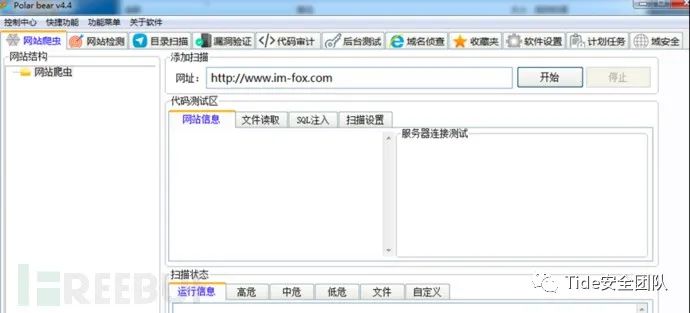 Polar bear v4.4
控制中心 快捷功能 功能菜单 关于软件
网站爬虫 网站检测 目录扫描 漏洞验证 代码审计 后台测试 域名侦查 收藏夹 软件设置 计划任务 域安全
网站结构
网站爬虫
添加扫描
网址: http://www.im-fox.com 开始 停止
代码测试区
网站信息 文件读取 SQL注入 扫描设置
服务器连接测试
扫描状态
运行信息 高危 中危 低危 文件 自定义
FREEBUF
Tide安全团队